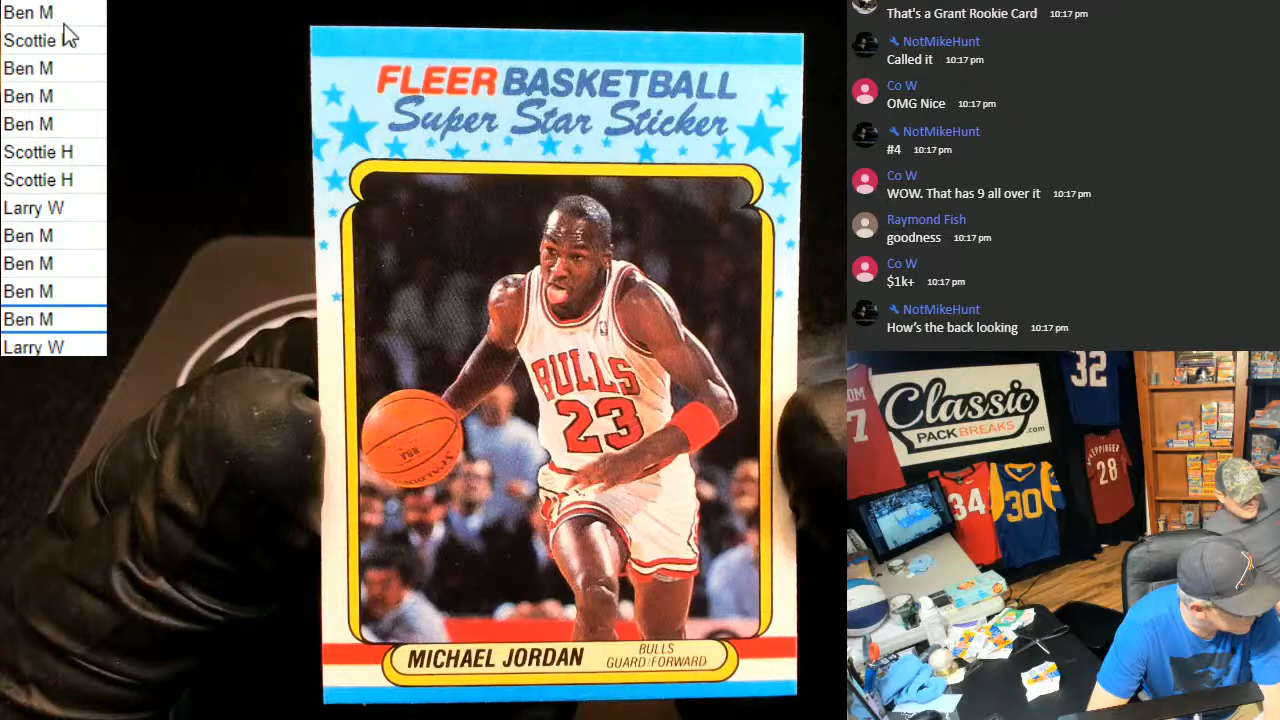 Ben M
Scottie
Ben M
Ben M
Ben M
Scottie H
Scottie H
Larry W
Ben M
Ben M
Ben M
Ben M
Larry W
FLEER BASKETBALL
Super Star Sticker
BULLS
23
MICHAEL JORDAN
BULLS
GUARD/FORWARD
That's a Grant Rookie Card 10:17 pm
NotMikeHunt
Called it 10:17 pm
Co W
OMG Nice 10:17 pm
NotMikeHunt
#4 10:17 pm
Co W
WOW. That has 9 all over it 10:17 pm
Raymond Fish
goodness 10:17 pm
Co W
$1k+ 10:17 pm
NotMikeHunt
How's the back looking 10:17 pm
32
7
Classic
PACK BREAKS.com
34
30
28